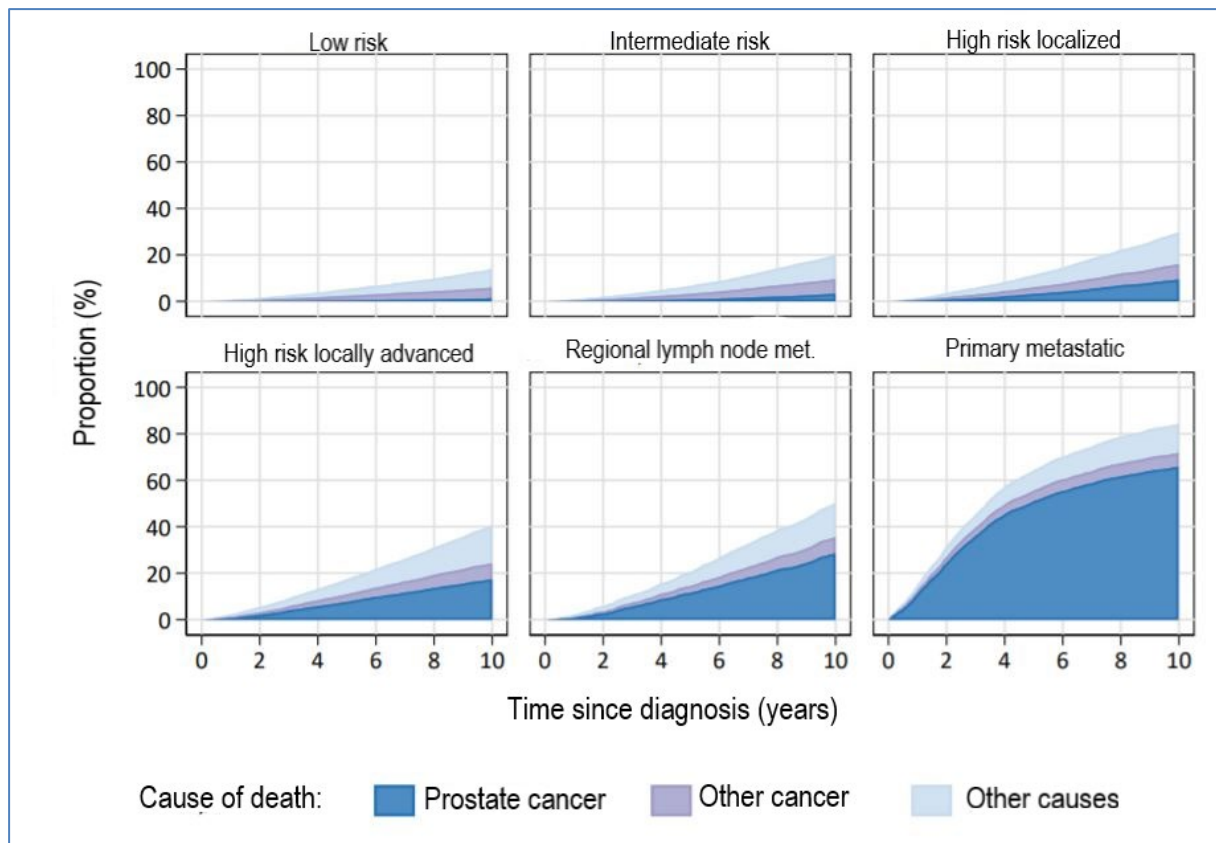 Low risk
Intermediate risk
High risk localized
100
80
60
40
20
0
High risk locally advanced
Regional lymph node met.
Primary metastatic
100
80
60
40
20
0
0 2 4 6 8 10
0 2 4 6 8 10
0 2 4 6 8 10
Proportion (%)
Time since diagnosis (years)
Cause of death: Prostate cancer Other cancer Other causes